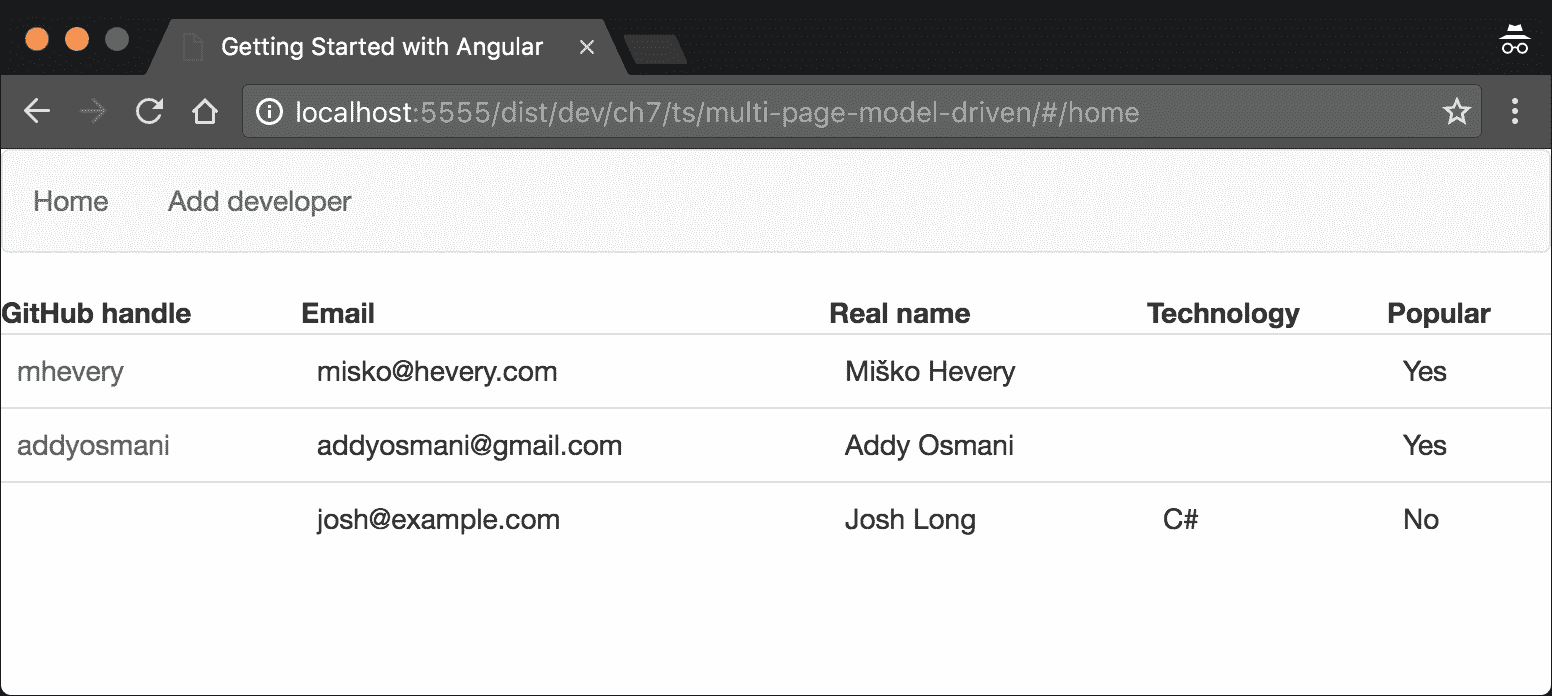 Getting Started with Angular
localhost:5555/dist/dev/ch7/ts/multi-page-model-driven/#/home
Home Add developer
GitHub handle Email Real name Technology Popular
mhevery misko@hevery.com Miško Hevery Yes
addyosmani addyosmani@gmail.com Addy Osmani Yes
josh@example.com Josh Long C# No